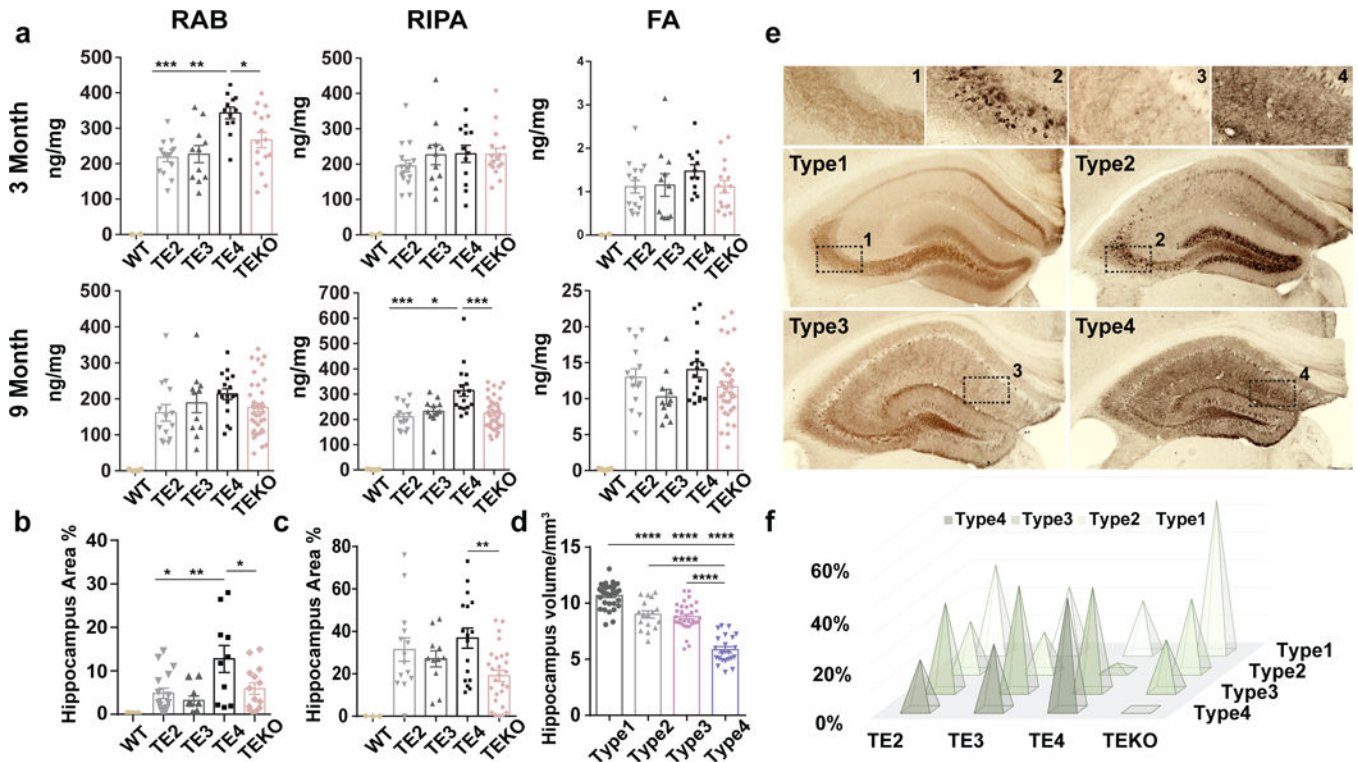 RAB RIPA FA
a
3 Month
ng/mg
500
400
300
200
100
0
*** ** *
WT TE2 TE3 TE4 TEKO
ng/mg
500
400
300
200
100
0
WT TE2 TE3 TE4 TEKO
ng/mg
4
3
2
1
0
WT TE2 TE3 TE4 TEKO
9 Month
ng/mg
500
400
300
200
100
0
WT TE2 TE3 TE4 TEKO
ng/mg
700
600
500
400
300
200
100
0
*** * ***
WT TE2 TE3 TE4 TEKO
ng/mg
25
20
15
10
5
0
WT TE2 TE3 TE4 TEKO
b
Hippocampus Area %
40
30
20
10
0
* ** *
WT TE2 TE3 TE4 TEKO
c
Hippocampus Area %
80
60
40
20
0
**
WT TE2 TE3 TE4 TEKO
d
Hippocampus volume/mm³
15
10
5
0
**** **** ****
****
****
Type1 Type2 Type3 Type4
e
1 2 3 4
Type1 Type2
1 2
Type3 Type4
3 4
f
Type4 Type3 Type2 Type1
60%
40%
20%
0%
Type1
Type2
Type3
Type4
TE2 TE3 TE4 TEKO